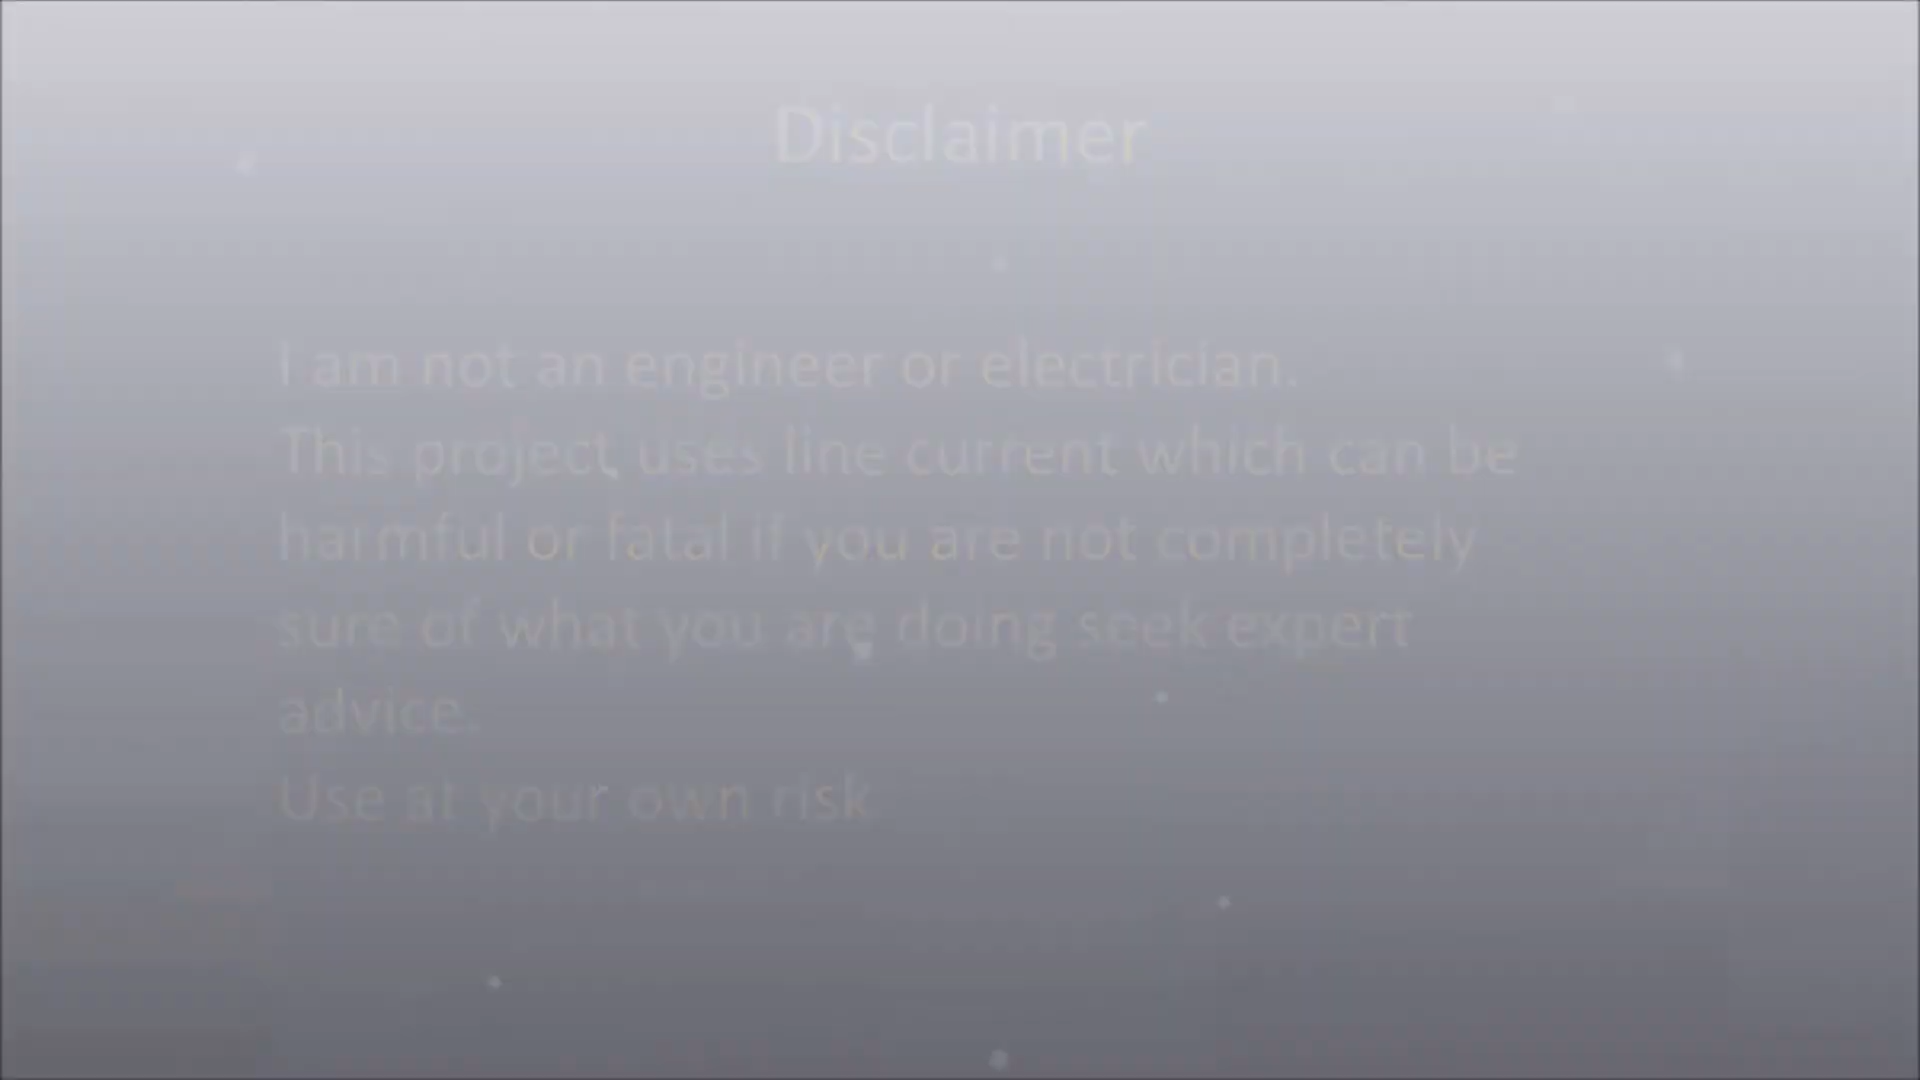 Disclaimer
I am not an engineer or electrician.
This project uses line current which can be
harmful or fatal if you are not completely
sure of what you are doing seek expert
advice.
Use at your own risk